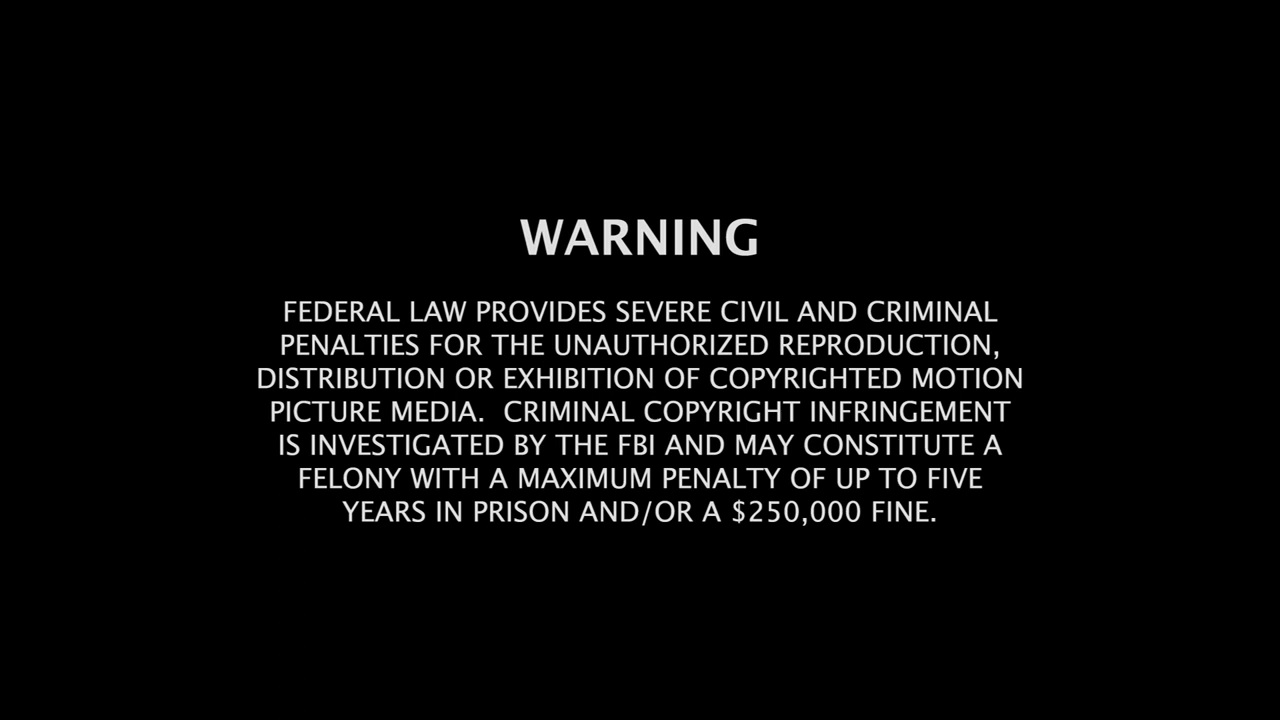 WARNING
FEDERAL LAW PROVIDES SEVERE CIVIL AND CRIMINAL
PENALTIES FOR THE UNAUTHORIZED REPRODUCTION,
DISTRIBUTION OR EXHIBITION OF COPYRIGHTED MOTION
PICTURE MEDIA.  CRIMINAL COPYRIGHT INFRINGEMENT
IS INVESTIGATED BY THE FBI AND MAY CONSTITUTE A
FELONY WITH A MAXIMUM PENALTY OF UP TO FIVE
YEARS IN PRISON AND/OR A $250,000 FINE.